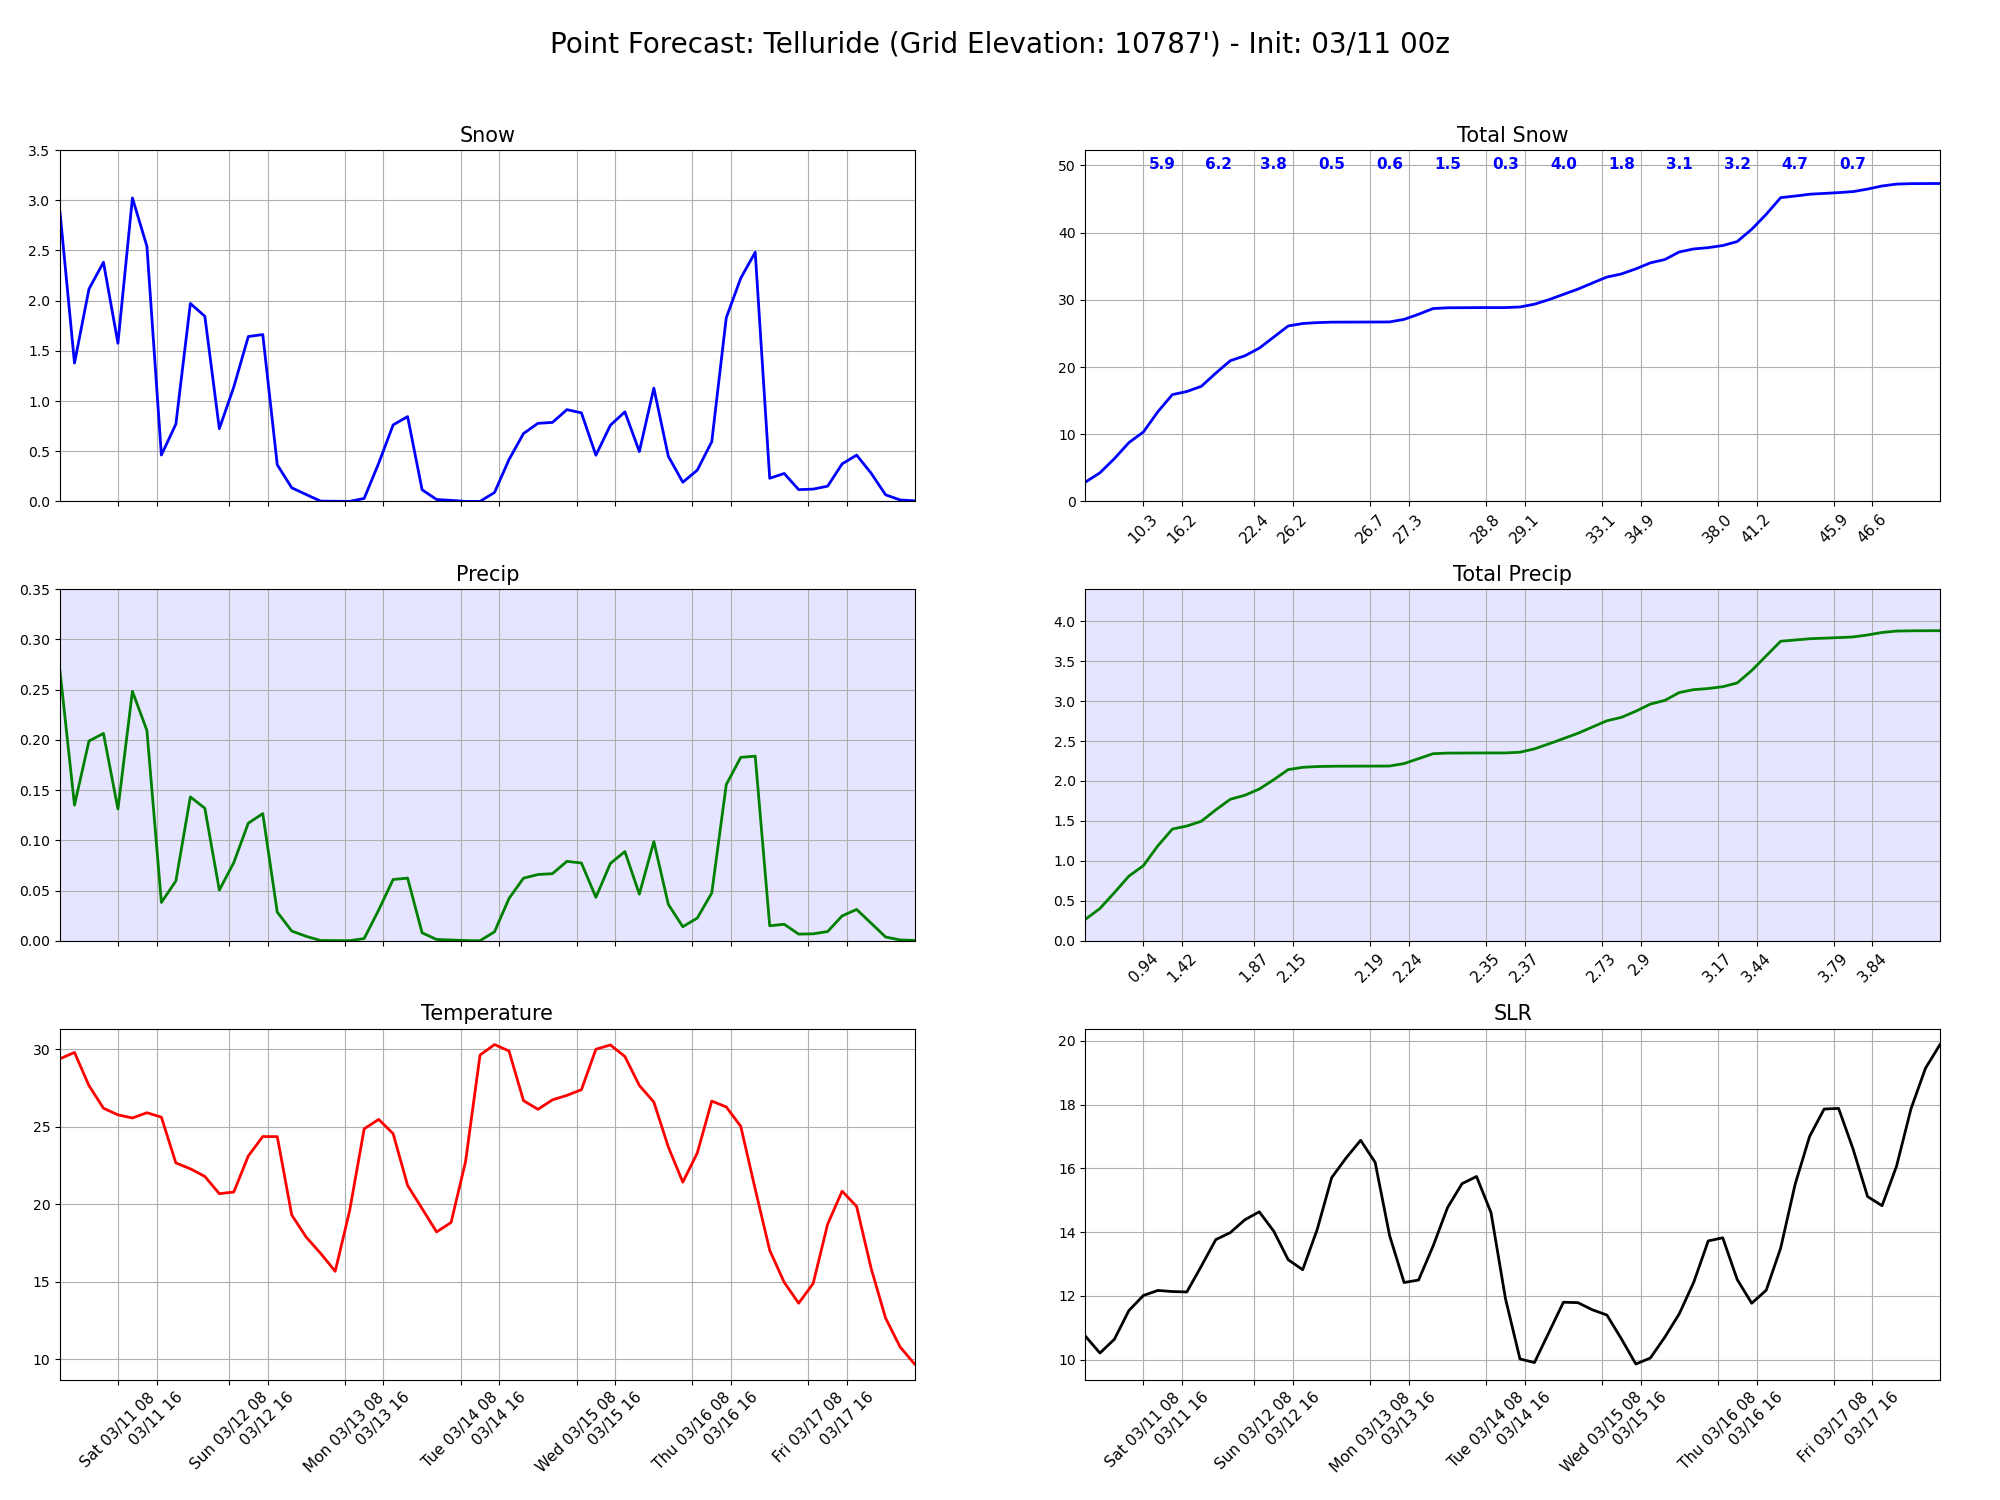 Point Forecast: Telluride (Grid Elevation: 10787') - Init: 03/11 00z
Snow
3.5
3.0
2.5
2.0
1.5
1.0
0.5
0.0
Total Snow
5.9 6.2 3.8 0.5 0.6 1.5 0.3 4.0 1.8 3.1 3.2 4.7 0.7
50
40
30
20
10
0
10.3 16.2 22.4 26.2 26.7 27.3 28.8 29.1 33.1 34.9 38.0 41.2 45.9 46.6
Precip
0.35
0.30
0.25
0.20
0.15
0.10
0.05
0.00
Total Precip
4.0
3.5
3.0
2.5
2.0
1.5
1.0
0.5
0.0
0.94 1.42 1.87 2.15 2.19 2.24 2.35 2.37 2.73 2.9 3.17 3.44 3.79 3.84
Temperature
30
25
20
15
10
Sat 03/11 08
03/11 16
Sun 03/12 08
03/12 16
Mon 03/13 08
03/13 16
Tue 03/14 08
03/14 16
Wed 03/15 08
03/15 16
Thu 03/16 08
03/16 16
Fri 03/17 08
03/17 16
SLR
20
18
16
14
12
10
Sat 03/11 08
03/11 16
Sun 03/12 08
03/12 16
Mon 03/13 08
03/13 16
Tue 03/14 08
03/14 16
Wed 03/15 08
03/15 16
Thu 03/16 08
03/16 16
Fri 03/17 08
03/17 16